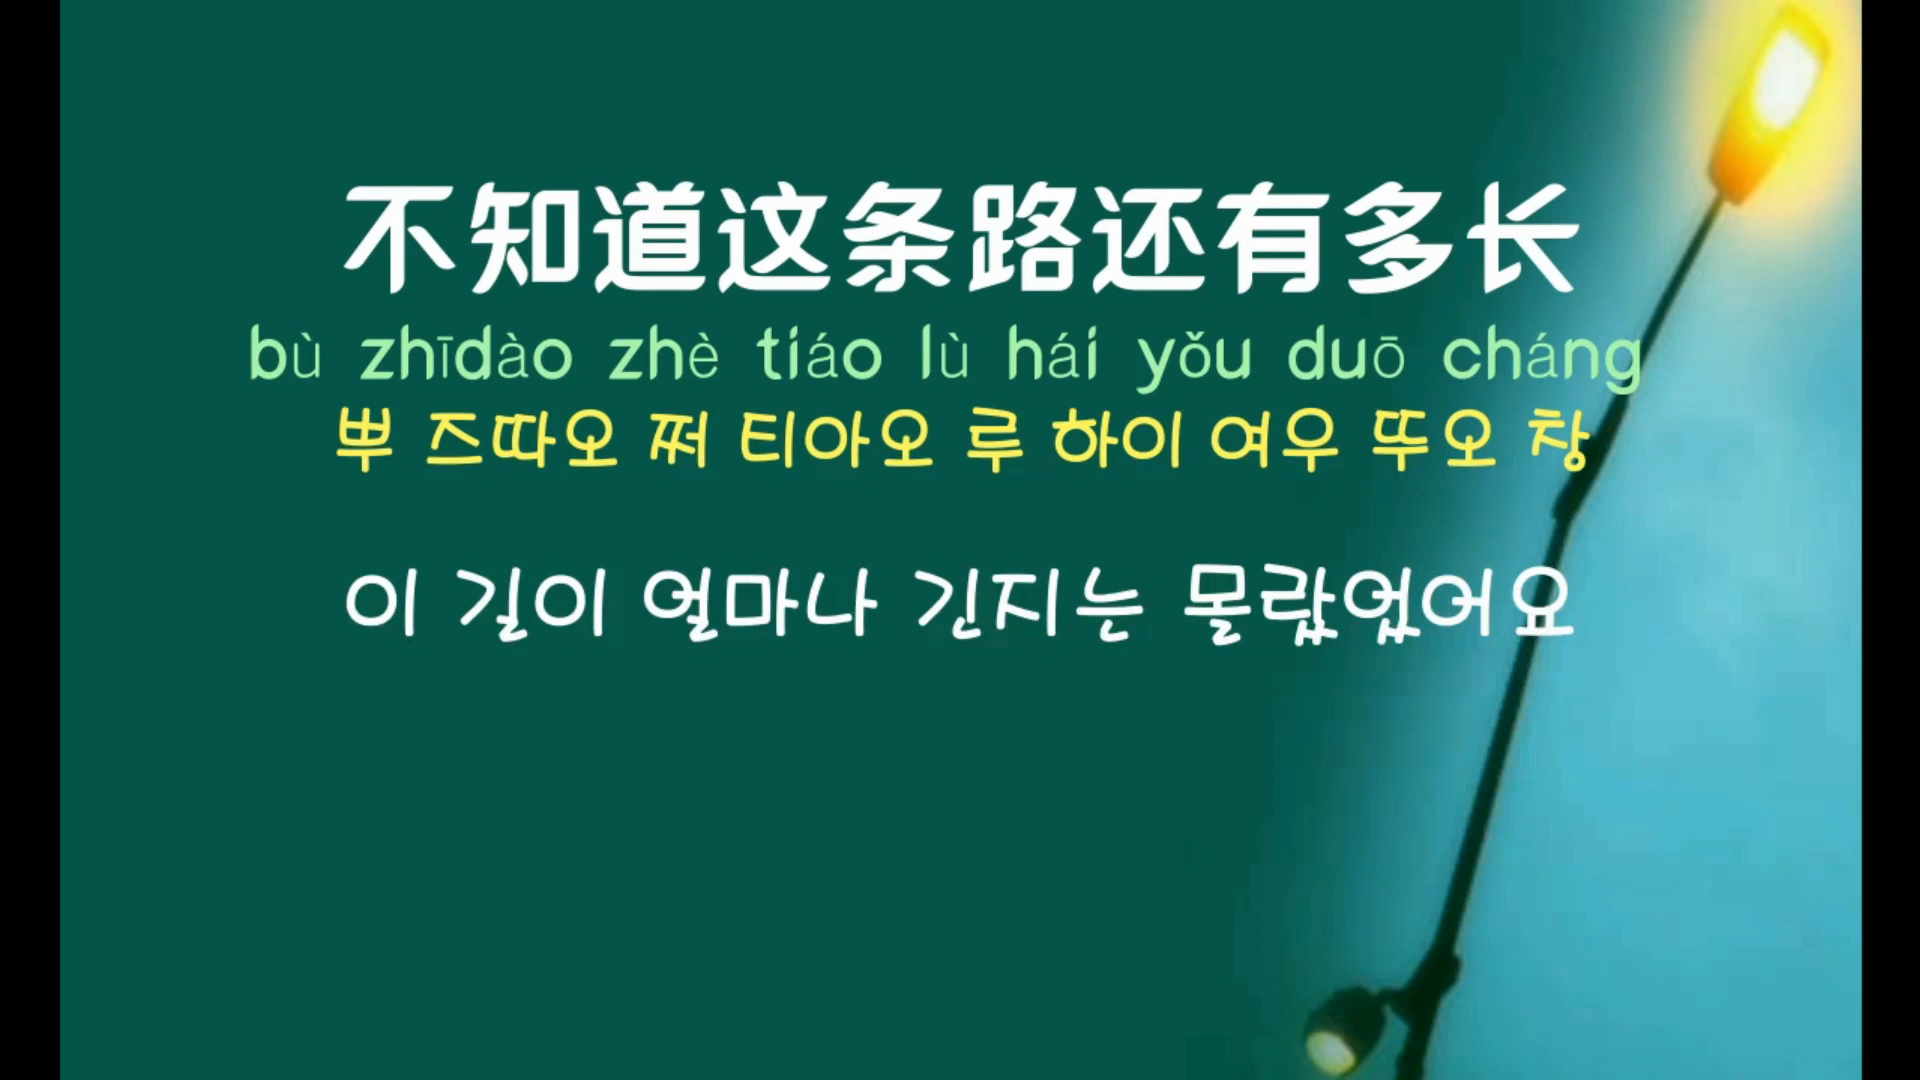 不知道这条路还有多长
bù zhīdào zhè tiáo lù hái yǒu duō cháng
뿌 즈따오 쩌 티아오 루 하이 여우 뚜오 창
이 길이 얼마나 긴지는 몰랐었어요